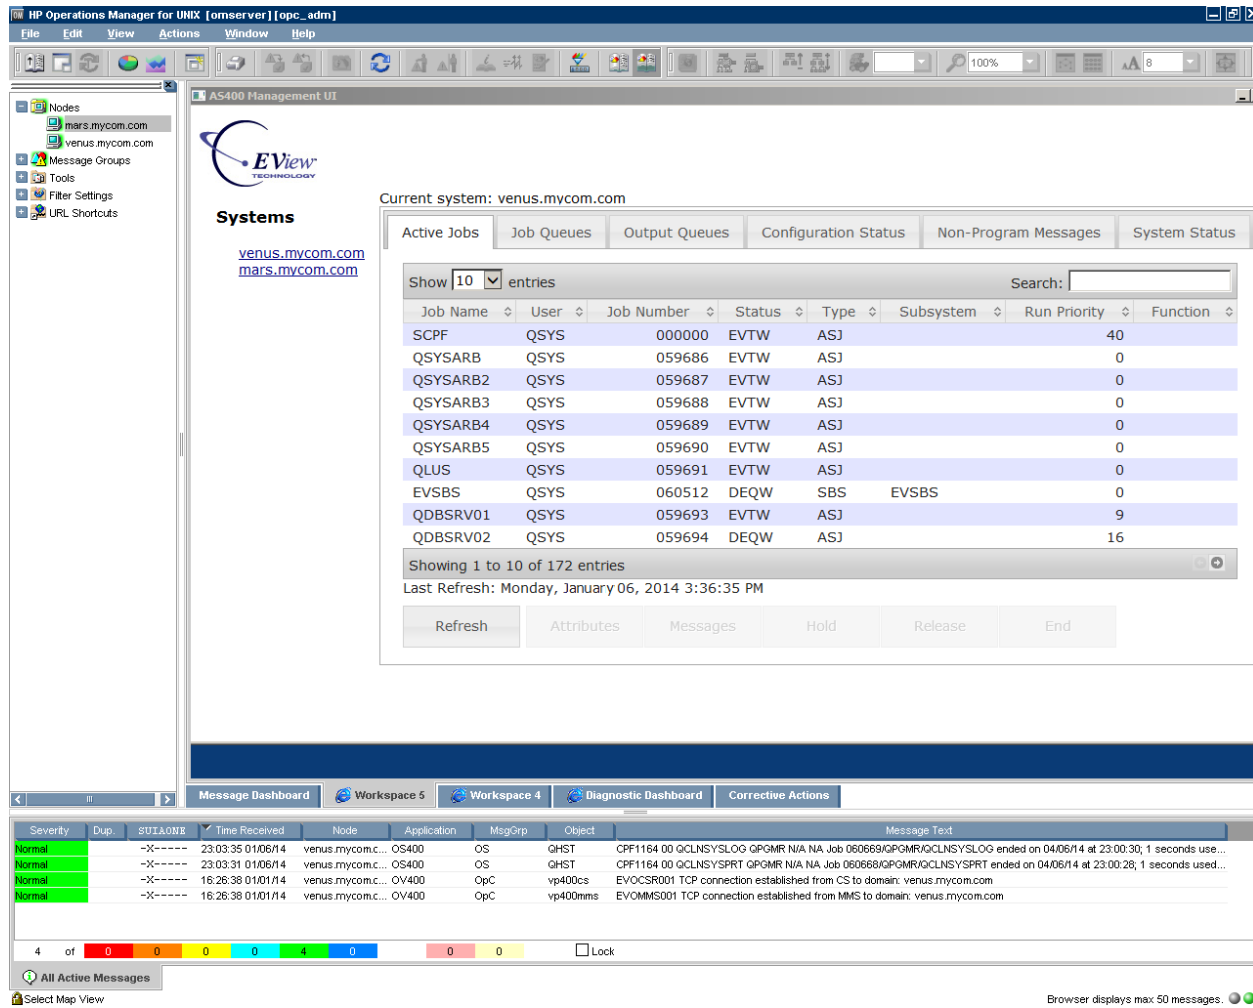 HP Operations Manager for UNIX [omserver] [opc_adm]
File Edit View Actions Window Help
100%
8
Nodes
mars.mycom.com
venus.mycom.com
Message Groups
Tools
Filter Settings
URL Shortcuts
AS400 Management UI
EView
TECHNOLOGY
Systems
venus.mycom.com
mars.mycom.com
Current system: venus.mycom.com
Active Jobs Job Queues Output Queues Configuration Status Non-Program Messages System Status
Show 10 entries Search:
Job Name User Job Number Status Type Subsystem Run Priority Function
SCPF QSYS 000000 EVTW ASJ 40
QSYSARB QSYS 059686 EVTW ASJ 0
QSYSARB2 QSYS 059687 EVTW ASJ 0
QSYSARB3 QSYS 059688 EVTW ASJ 0
QSYSARB4 QSYS 059689 EVTW ASJ 0
QSYSARB5 QSYS 059690 EVTW ASJ 0
QLUS QSYS 059691 EVTW ASJ 0
EVSBS QSYS 060512 DEQW SBS EVSBS 0
QDBSRV01 QSYS 059693 EVTW ASJ 9
QDBSRV02 QSYS 059694 DEQW ASJ 16
Showing 1 to 10 of 172 entries
Last Refresh: Monday, January 06, 2014 3:36:35 PM
Refresh Attributes Messages Hold Release End
Message Dashboard Workspace 5 Workspace 4 Diagnostic Dashboard Corrective Actions
Severity Dup. SUIAONE Time Received Node Application MsgGrp Object Message Text
Normal -X----- 23:03:35 01/06/14 venus.mycom.c... OS400 OS QHST CPF1164 00 QCLNSYSLOG QPGMR N/A NA Job 060669/QPGMR/QCLNSYSLOG ended on 04/06/14 at 23:00:30; 1 seconds use...
Normal -X----- 23:03:31 01/06/14 venus.mycom.c... OS400 OS QHST CPF1164 00 QCLNSYSPRT QPGMR N/A NA Job 060668/QPGMR/QCLNSYSPRT ended on 04/06/14 at 23:00:28; 1 seconds used...
Normal -X----- 16:26:38 01/01/14 venus.mycom.c... OV400 OpC vp400cs EVOCSR001 TCP connection established from CS to domain: venus.mycom.com
Normal -X----- 16:26:38 01/01/14 venus.mycom.c... OV400 OpC vp400mms EVOMMS001 TCP connection established from MMS to domain: venus.mycom.com
4 of 0 0 0 0 4 0 0 0 Lock
All Active Messages
Select Map View Browser displays max 50 messages.